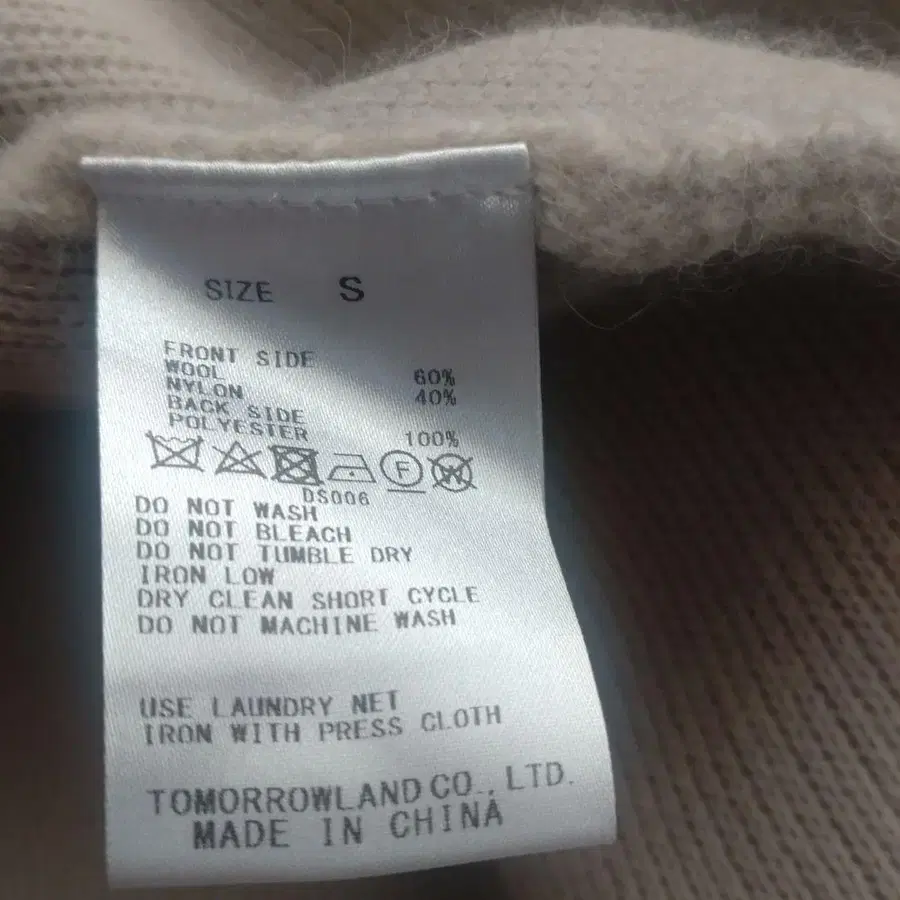 SIZE S
FRONT SIDE
WOOL 60%
NYLON 40%
BACK SIDE
POLYESTER 100%
F W
DS006
DO NOT WASH
DO NOT BLEACH
DO NOT TUMBLE DRY
IRON LOW
DRY CLEAN SHORT CYCLE
DO NOT MACHINE WASH
USE LAUNDRY NET
IRON WITH PRESS CLOTH
TOMORROWLAND CO., LTD.
MADE IN CHINA